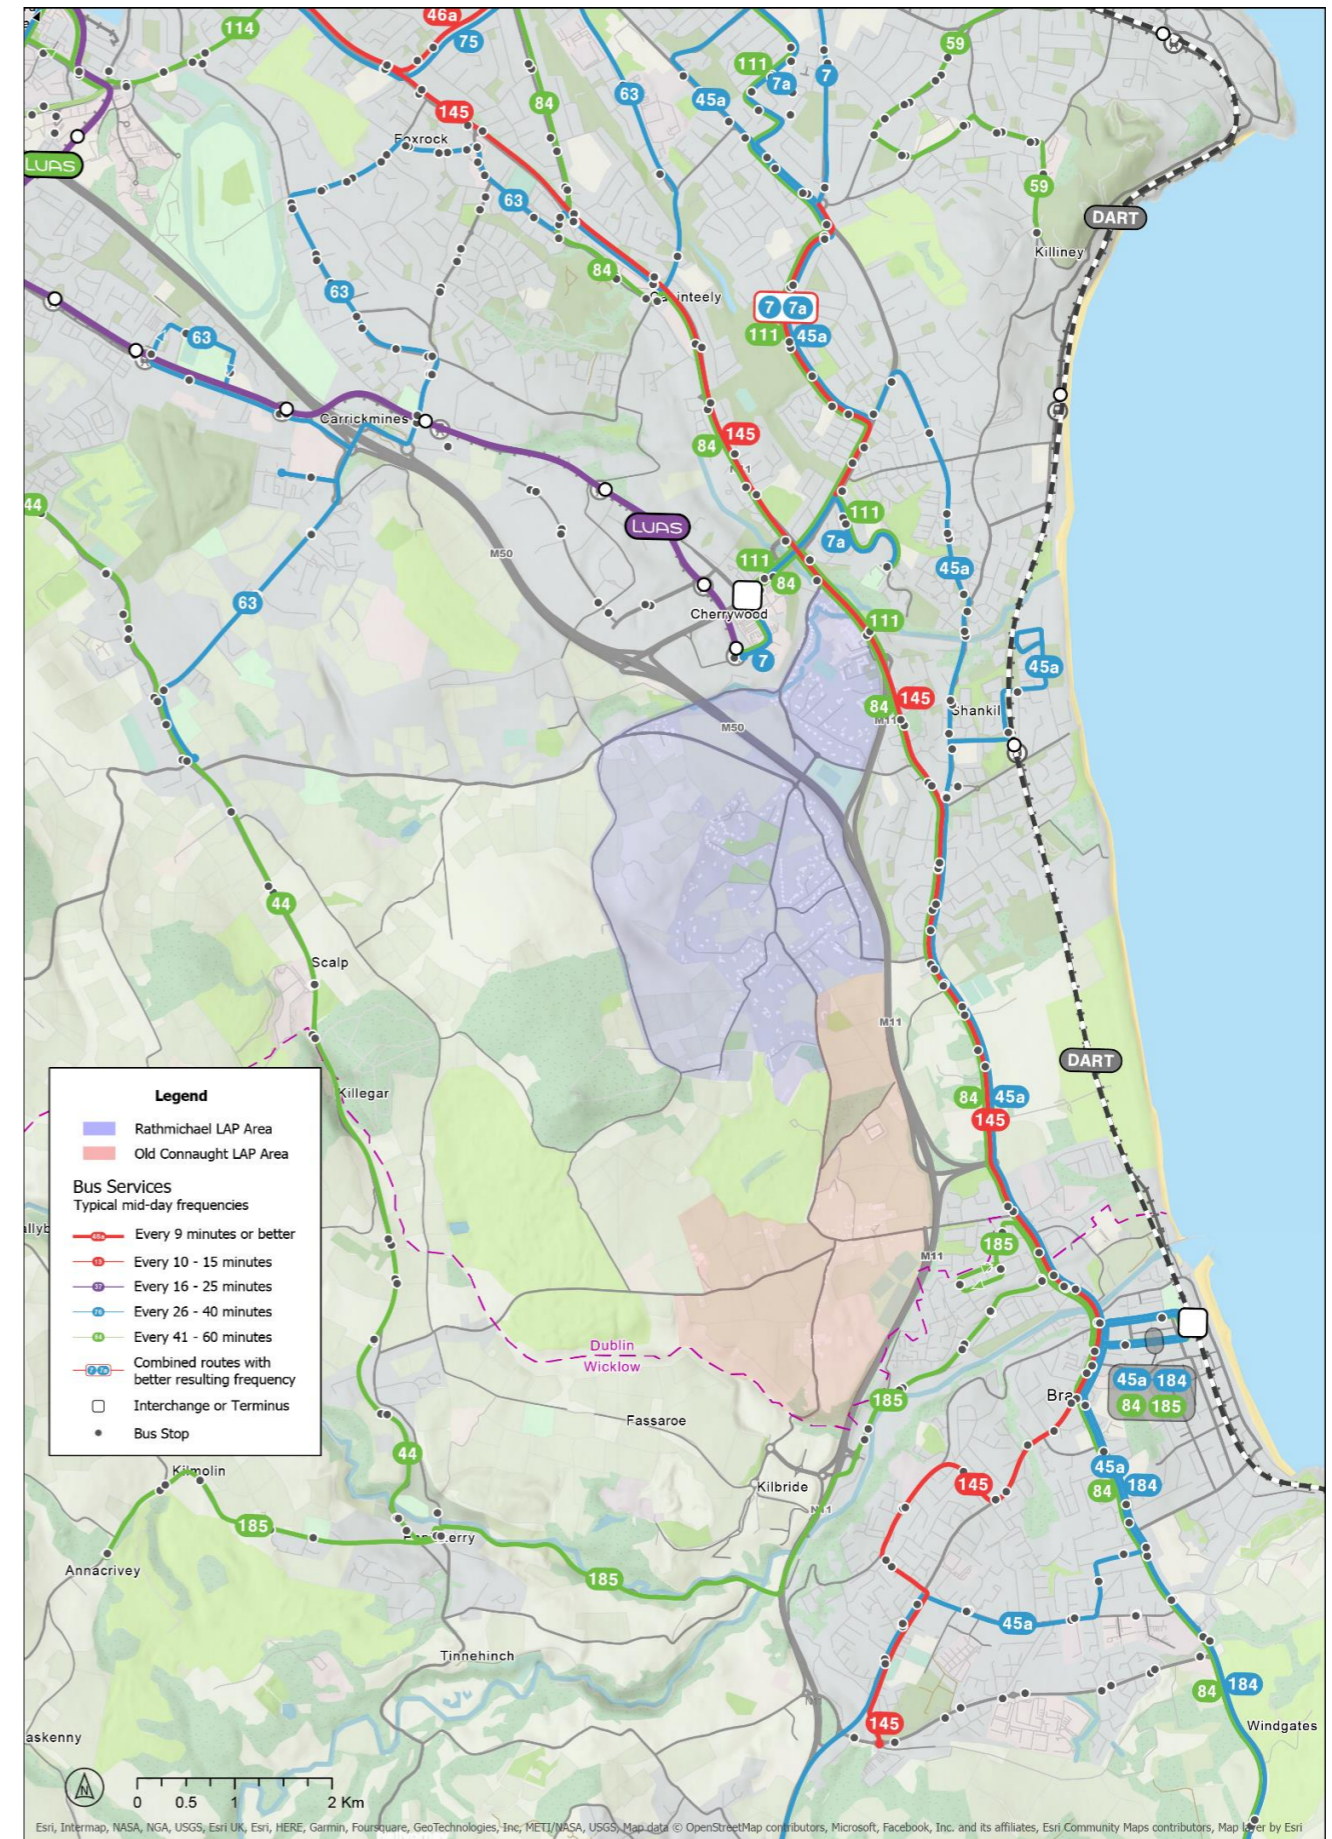 46a
114
75
59
111
7a
7
63
45a
84
145
Foxrock
LUAS
59
63
DART
Killiney
84
63
7 7a
63
111
45a
Carrickmines
145
84
44
111
LUAS
7a
M50
111
45a
84
63
Cherrywood
111
7
45a
145
84
Shankil
M11
M50
44
Scalp
M11
DART
Killegar
84
45a
145
Legend
Rathmichael LAP Area
Old Connaught LAP Area
Bus Services
Typical mid-day frequencies
46a
Every 9 minutes or better
Every 10 - 15 minutes
Every 16 - 25 minutes
Every 26 - 40 minutes
Every 41 - 60 minutes
Combined routes with
better resulting frequency
Interchange or Terminus
Bus Stop
185
M11
Dublin
Wicklow
45a 184
84 185
Bra
185
Fassaroe
44
45a
Kilmolin
145
184
Kilbride
84
185
Annacrivey
185
45a
Tinnehinch
184
84
145
Windgates
askenny
N
0 0.5 1 2 Km
Esri, Intermap, NASA, NGA, USGS, Esri UK, Esri, HERE, Garmin, Foursquare, GeoTechnologies, Inc, METI/NASA, USGS, Map data © OpenStreetMap contributors, Microsoft, Facebook, Inc. and its affiliates, Esri Community Maps contributors, Map layer by Esri